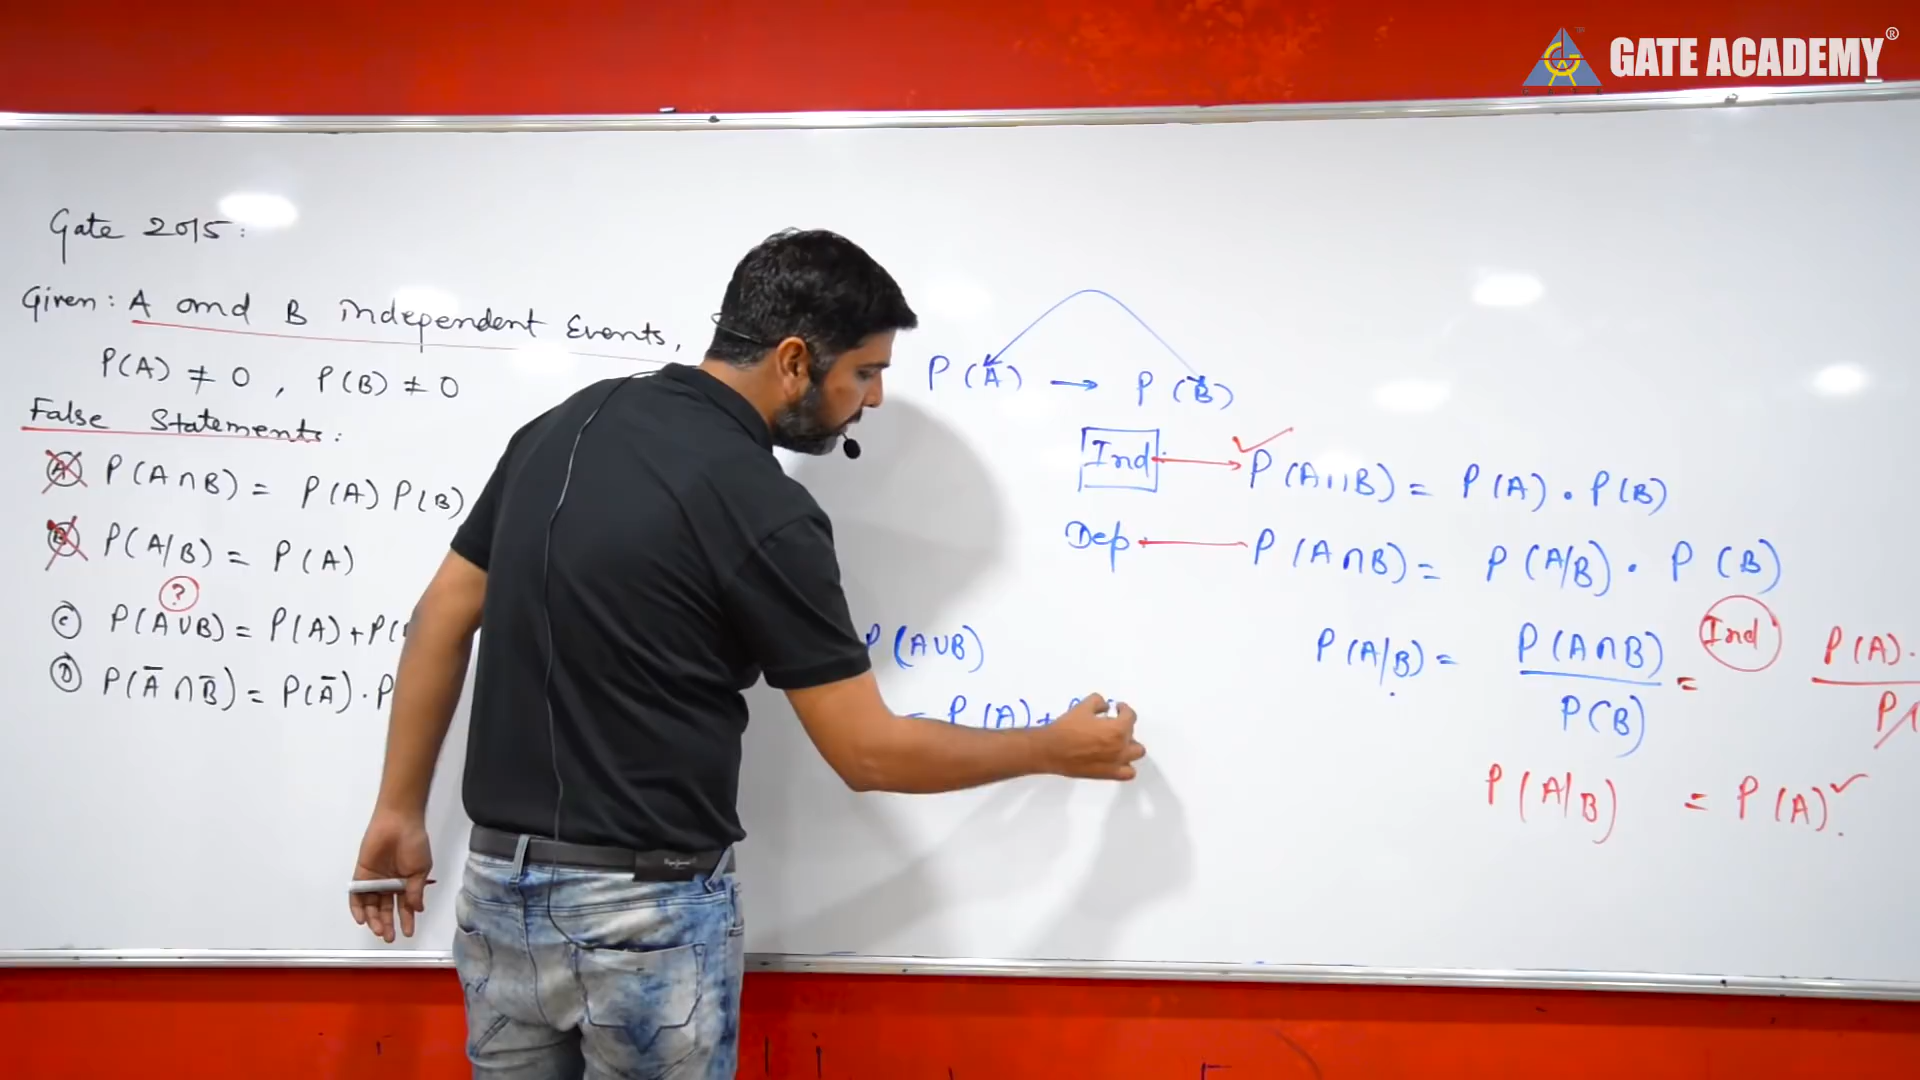 GATE ACADEMY®
Gate 2015:
Given: A and B independent Events,
P(A) ≠ 0 , P(B) ≠ 0
False Statements:
(A) P(A∩B) = P(A) P(B)
(B) P(A/B) = P(A)
?
(C) P(A∪B) = P(A)+P(
(D) P(A̅ ∩ B̅) = P(A̅) · P
P(A) → P(B)
Ind → P(A∩B) = P(A) · P(B)
Dep P(A∩B) = P(A/B) · P(B)
P(A∪B)
= P(A)+
P(A/B) = P(A∩B) / P(B) = Ind P(A) · / P(
P(A/B) = P(A) ✓